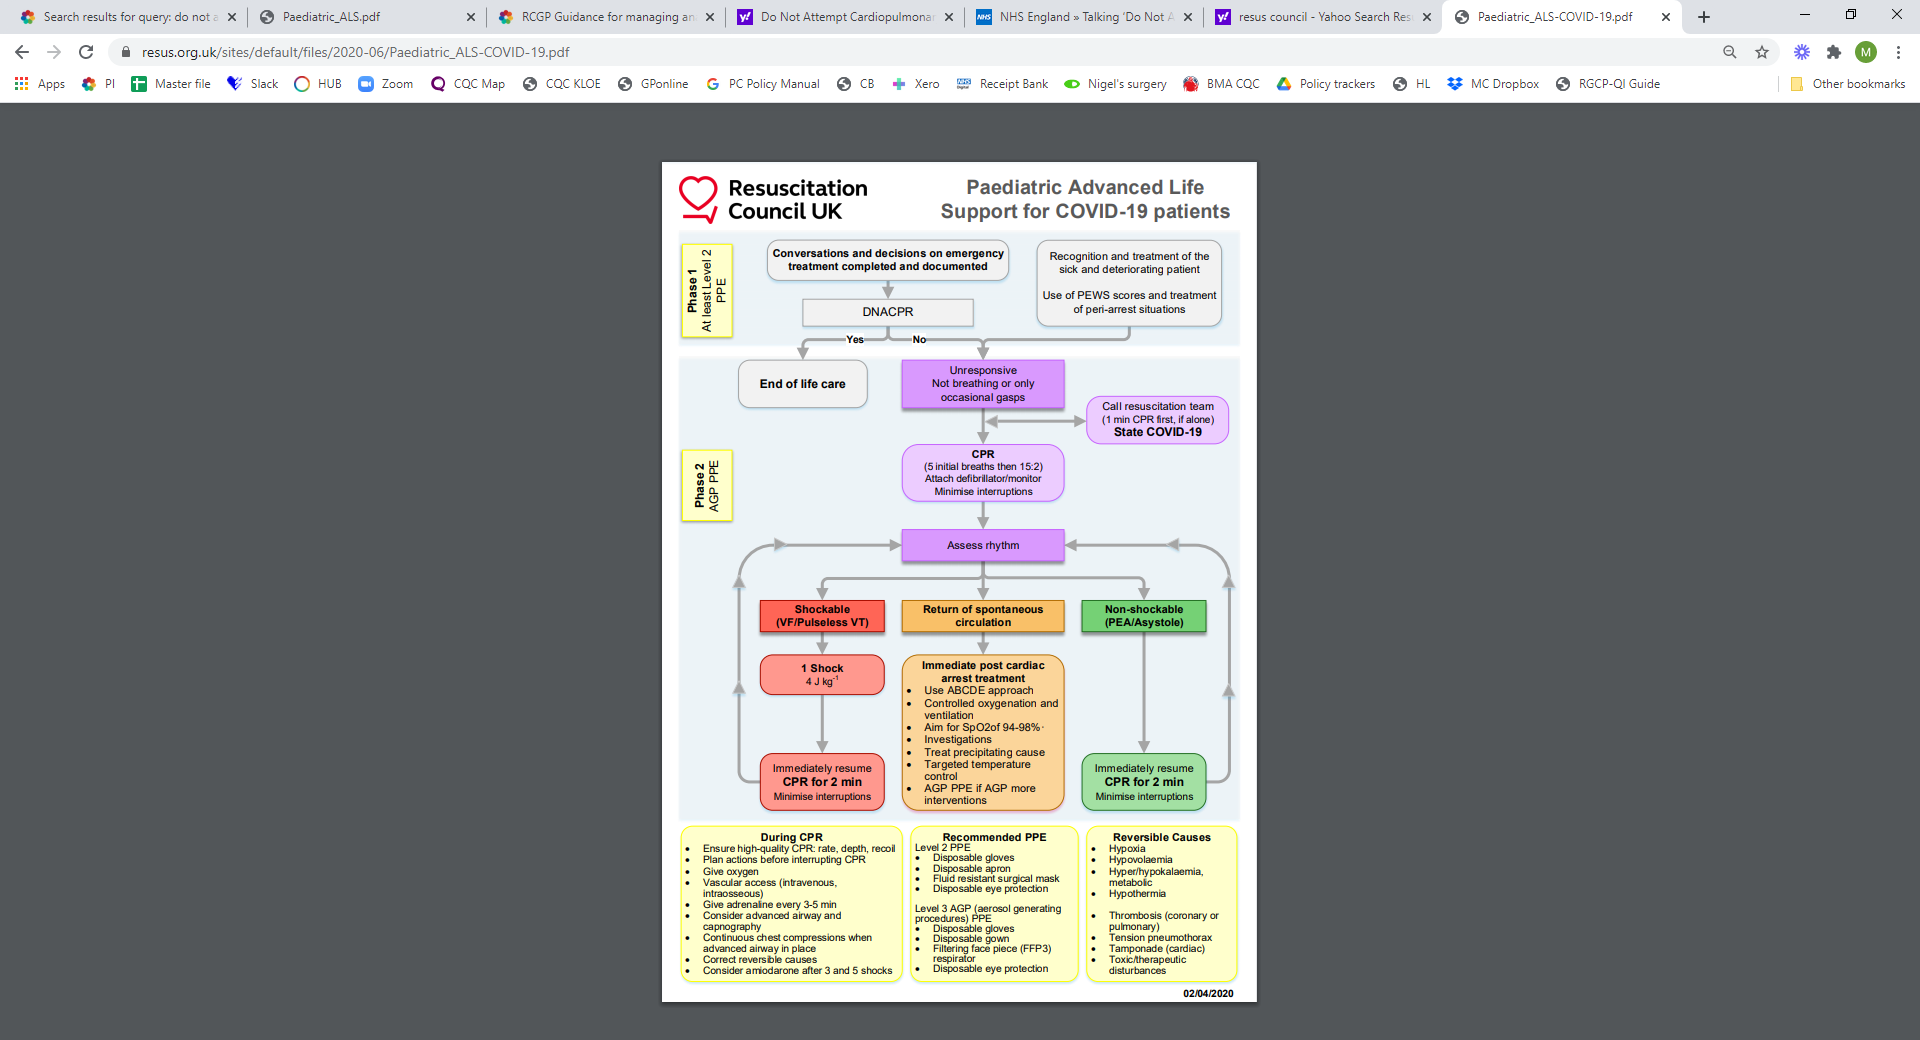 Search results for query: do not a
Paediatric_ALS.pdf
RCGP Guidance for managing an
Do Not Attempt Cardiopulmonar
NHS England » Talking 'Do Not A
resus council - Yahoo Search Res
Paediatric_ALS-COVID-19.pdf
resus.org.uk/sites/default/files/2020-06/Paediatric_ALS-COVID-19.pdf
M
Apps
PI
Master file
Slack
HUB
Zoom
CQC Map
CQC KLOE
GPonline
PC Policy Manual
CB
Xero
Receipt Bank
Nigel's surgery
BMA CQC
Policy trackers
HL
MC Dropbox
RGCP-QI Guide
Other bookmarks
Resuscitation
Council UK
Paediatric Advanced Life
Support for COVID-19 patients
Phase 1
At least Level 2
PPE
Conversations and decisions on emergency
treatment completed and documented
Recognition and treatment of the
sick and deteriorating patient
Use of PEWS scores and treatment
of peri-arrest situations
DNACPR
Yes
No
End of life care
Unresponsive
Not breathing or only
occasional gasps
Call resuscitation team
(1 min CPR first, if alone)
State COVID-19
Phase 2
AGP PPE
CPR
(5 initial breaths then 15:2)
Attach defibrillator/monitor
Minimise interruptions
Assess rhythm
Shockable
(VF/Pulseless VT)
Return of spontaneous
circulation
Non-shockable
(PEA/Asystole)
1 Shock
4 J kg⁻¹
Immediate post cardiac
arrest treatment
• Use ABCDE approach
• Controlled oxygenation and
ventilation
• Aim for SpO2of 94-98%·
• Investigations
• Treat precipitating cause
• Targeted temperature
control
• AGP PPE if AGP more
interventions
Immediately resume
CPR for 2 min
Minimise interruptions
Immediately resume
CPR for 2 min
Minimise interruptions
During CPR
• Ensure high-quality CPR: rate, depth, recoil
• Plan actions before interrupting CPR
• Give oxygen
• Vascular access (intravenous,
intraosseous)
• Give adrenaline every 3-5 min
• Consider advanced airway and
capnography
• Continuous chest compressions when
advanced airway in place
• Correct reversible causes
• Consider amiodarone after 3 and 5 shocks
Recommended PPE
Level 2 PPE
• Disposable gloves
• Disposable apron
• Fluid resistant surgical mask
• Disposable eye protection
Level 3 AGP (aerosol generating
procedures) PPE
• Disposable gloves
• Disposable gown
• Filtering face piece (FFP3)
respirator
• Disposable eye protection
Reversible Causes
• Hypoxia
• Hypovolaemia
• Hyper/hypokalaemia,
metabolic
• Hypothermia
• Thrombosis (coronary or
pulmonary)
• Tension pneumothorax
• Tamponade (cardiac)
• Toxic/therapeutic
disturbances
02/04/2020